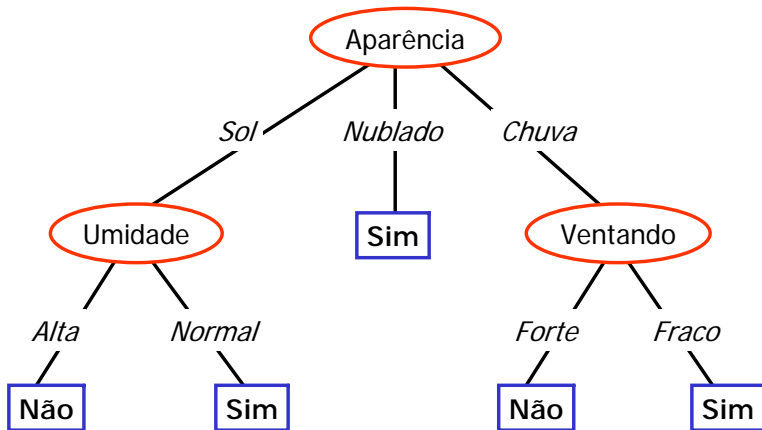 Aparência
Sol
Nublado
Chuva
Umidade
Sim
Ventando
Alta
Normal
Forte
Fraco
Não
Sim
Não
Sim